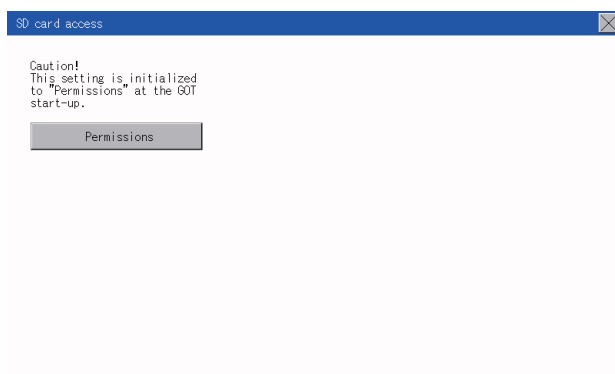 SD card access
Caution!
This setting is initialized
to "Permissions" at the GOT
start-up.
Permissions